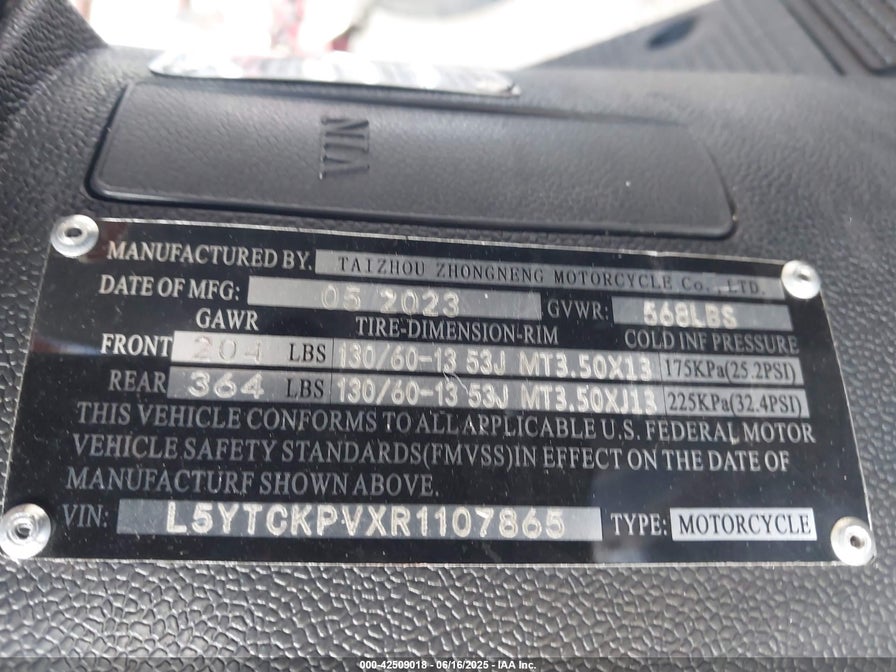 VIN
MANUFACTURED BY. TAIZHOU ZHONGNENG MOTORCYCLE Co. ,LTD.
DATE OF MFG: 05 2023 GVWR: 568LBS
GAWR TIRE-DIMENSION-RIM COLD INF PRESSURE
FRONT 204 LBS 130/60-13 53J MT3.50X13 175KPa(25.2PSI)
REAR 364 LBS 130/60-13 53J MT3.50XJ13 225KPa(32.4PSI)
THIS VEHICLE CONFORMS TO ALL APPLICABLE U.S. FEDERAL MOTOR
VEHICLE SAFETY STANDARDS(FMVSS)IN EFFECT ON THE DATE OF
MANUFACTURF SHOWN ABOVE.
VIN: L5YTCKPVXR1107865 TYPE: MOTORCYCLE
000-42509018 - 06/16/2025 - IAA Inc.